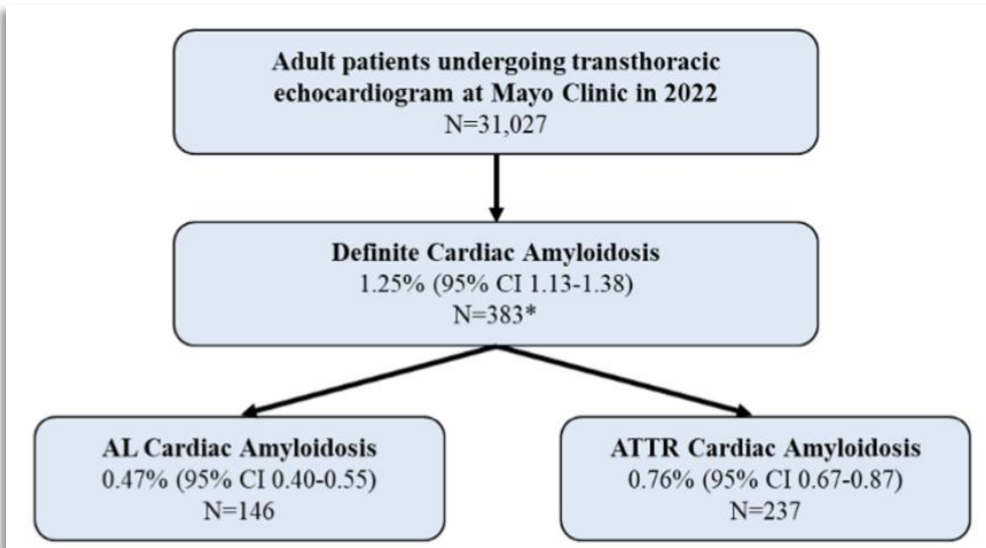 Adult patients undergoing transthoracic
echocardiogram at Mayo Clinic in 2022
N=31,027
Definite Cardiac Amyloidosis
1.25% (95% CI 1.13-1.38)
N=383*
AL Cardiac Amyloidosis
0.47% (95% CI 0.40-0.55)
N=146
ATTR Cardiac Amyloidosis
0.76% (95% CI 0.67-0.87)
N=237